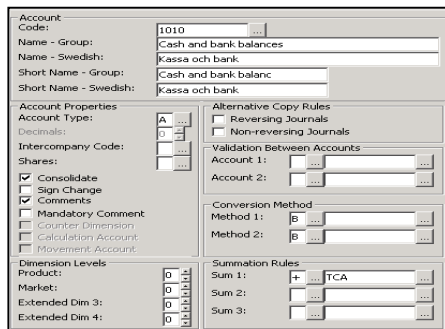 Account
Code: 1010 ...
Name - Group: Cash and bank balances
Name - Swedish: Kassa och bank
Short Name - Group: Cash and bank balanc
Short Name - Swedish: Kassa och bank
Account Properties
Account Type: A ...
Decimals: 0
Intercompany Code: ...
Shares: ...
Consolidate
Sign Change
Comments
Mandatory Comment
Counter Dimension
Calculation Account
Movement Account
Alternative Copy Rules
Reversing Journals
Non-reversing Journals
Validation Between Accounts
Account 1: ...
Account 2: ...
Conversion Method
Method 1: B ...
Method 2: B ...
Dimension Levels
Product: 0
Market: 0
Extended Dim 3: 0
Extended Dim 4: 0
Summation Rules
Sum 1: + ... TCA ...
Sum 2: ... ...
Sum 3: ... ...